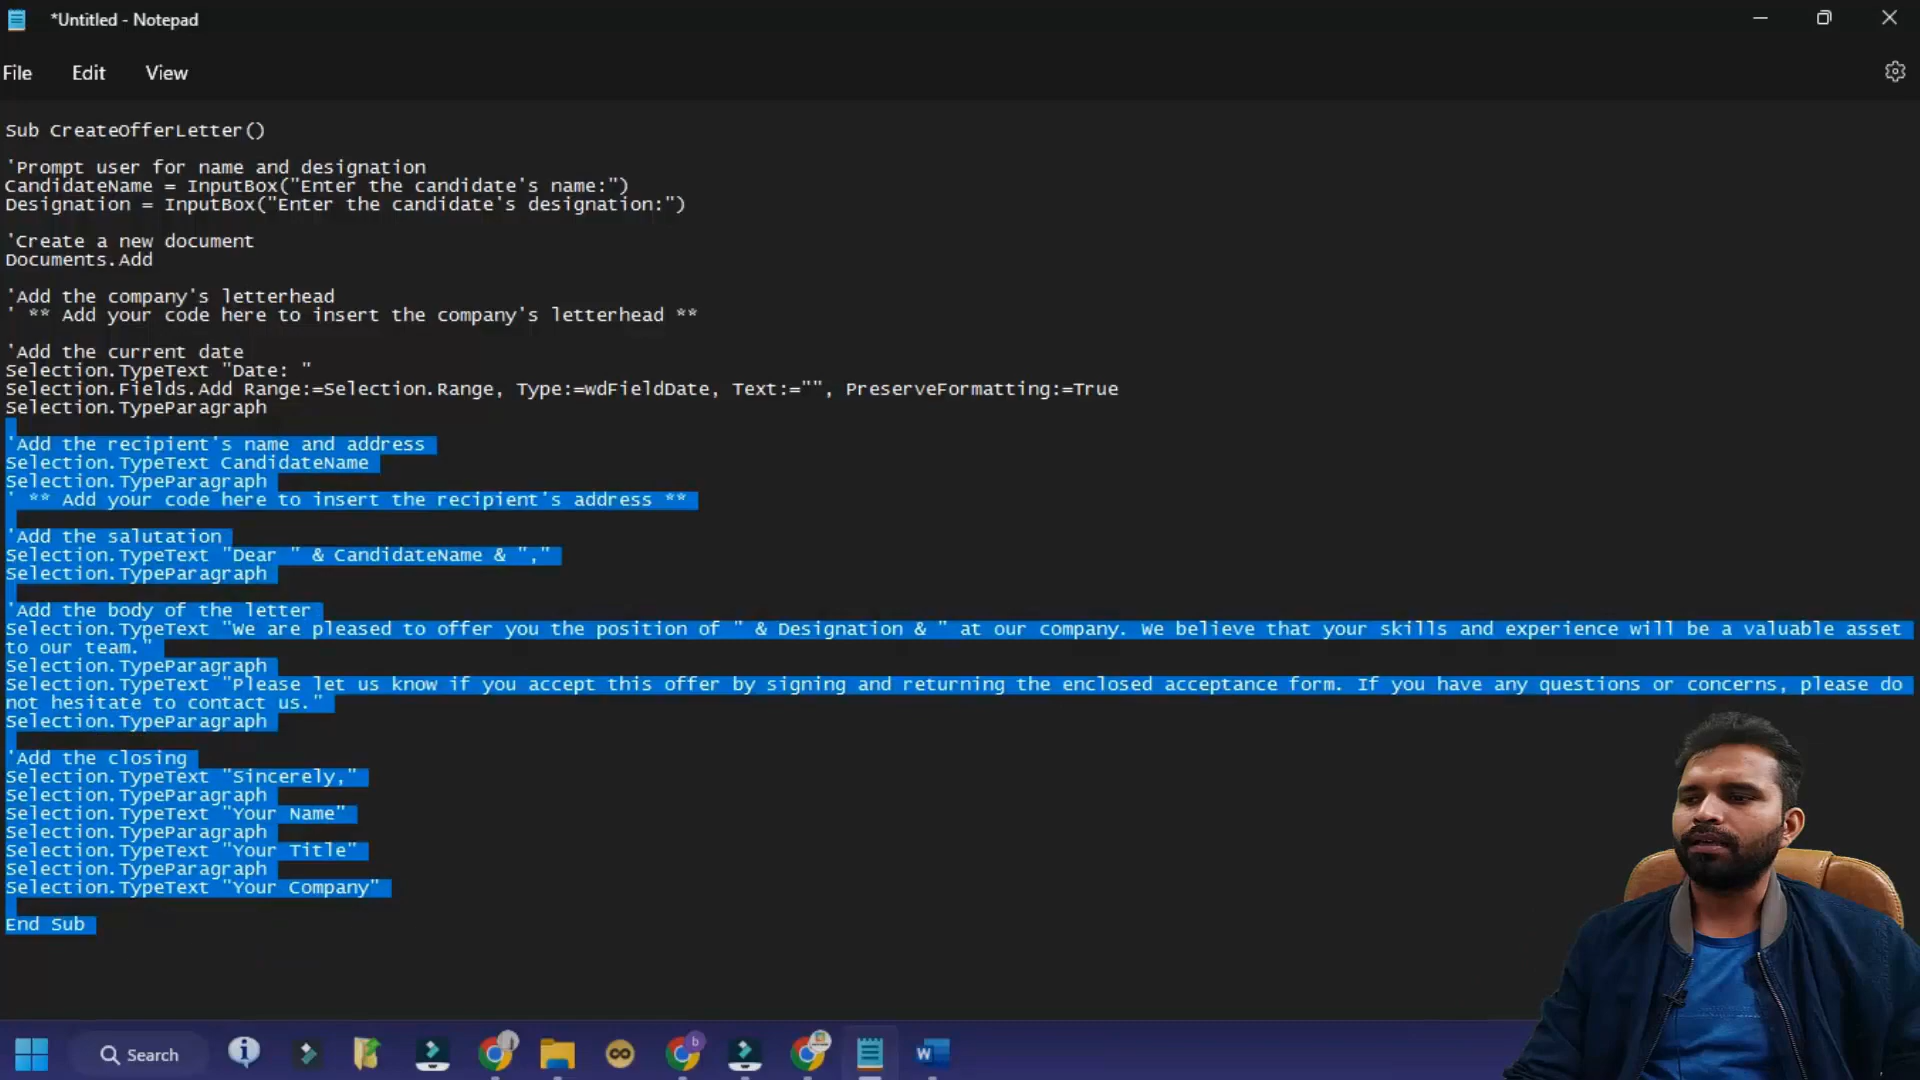 *Untitled - Notepad
File Edit View
Sub CreateOfferLetter()
'Prompt user for name and designation
CandidateName = InputBox("Enter the candidate's name:")
Designation = InputBox("Enter the candidate's designation:")
'Create a new document
Documents.Add
'Add the company's letterhead
' ** Add your code here to insert the company's letterhead **
'Add the current date
Selection.TypeText "Date: "
Selection.Fields.Add Range:=Selection.Range, Type:=wdFieldDate, Text:="", PreserveFormatting:=True
Selection.TypeParagraph
'Add the recipient's name and address
Selection.TypeText CandidateName
Selection.TypeParagraph
' ** Add your code here to insert the recipient's address **
'Add the salutation
Selection.TypeText "Dear " & CandidateName & ","
Selection.TypeParagraph
'Add the body of the letter
Selection.TypeText "We are pleased to offer you the position of " & Designation & " at our company. We believe that your skills and experience will be a valuable asset
to our team."
Selection.TypeParagraph
Selection.TypeText "Please let us know if you accept this offer by signing and returning the enclosed acceptance form. If you have any questions or concerns, please do
not hesitate to contact us."
Selection.TypeParagraph
'Add the closing
Selection.TypeText "Sincerely,"
Selection.TypeParagraph
Selection.TypeText "Your Name"
Selection.TypeParagraph
Selection.TypeText "Your Title"
Selection.TypeParagraph
Selection.TypeText "Your Company"
End Sub
Search